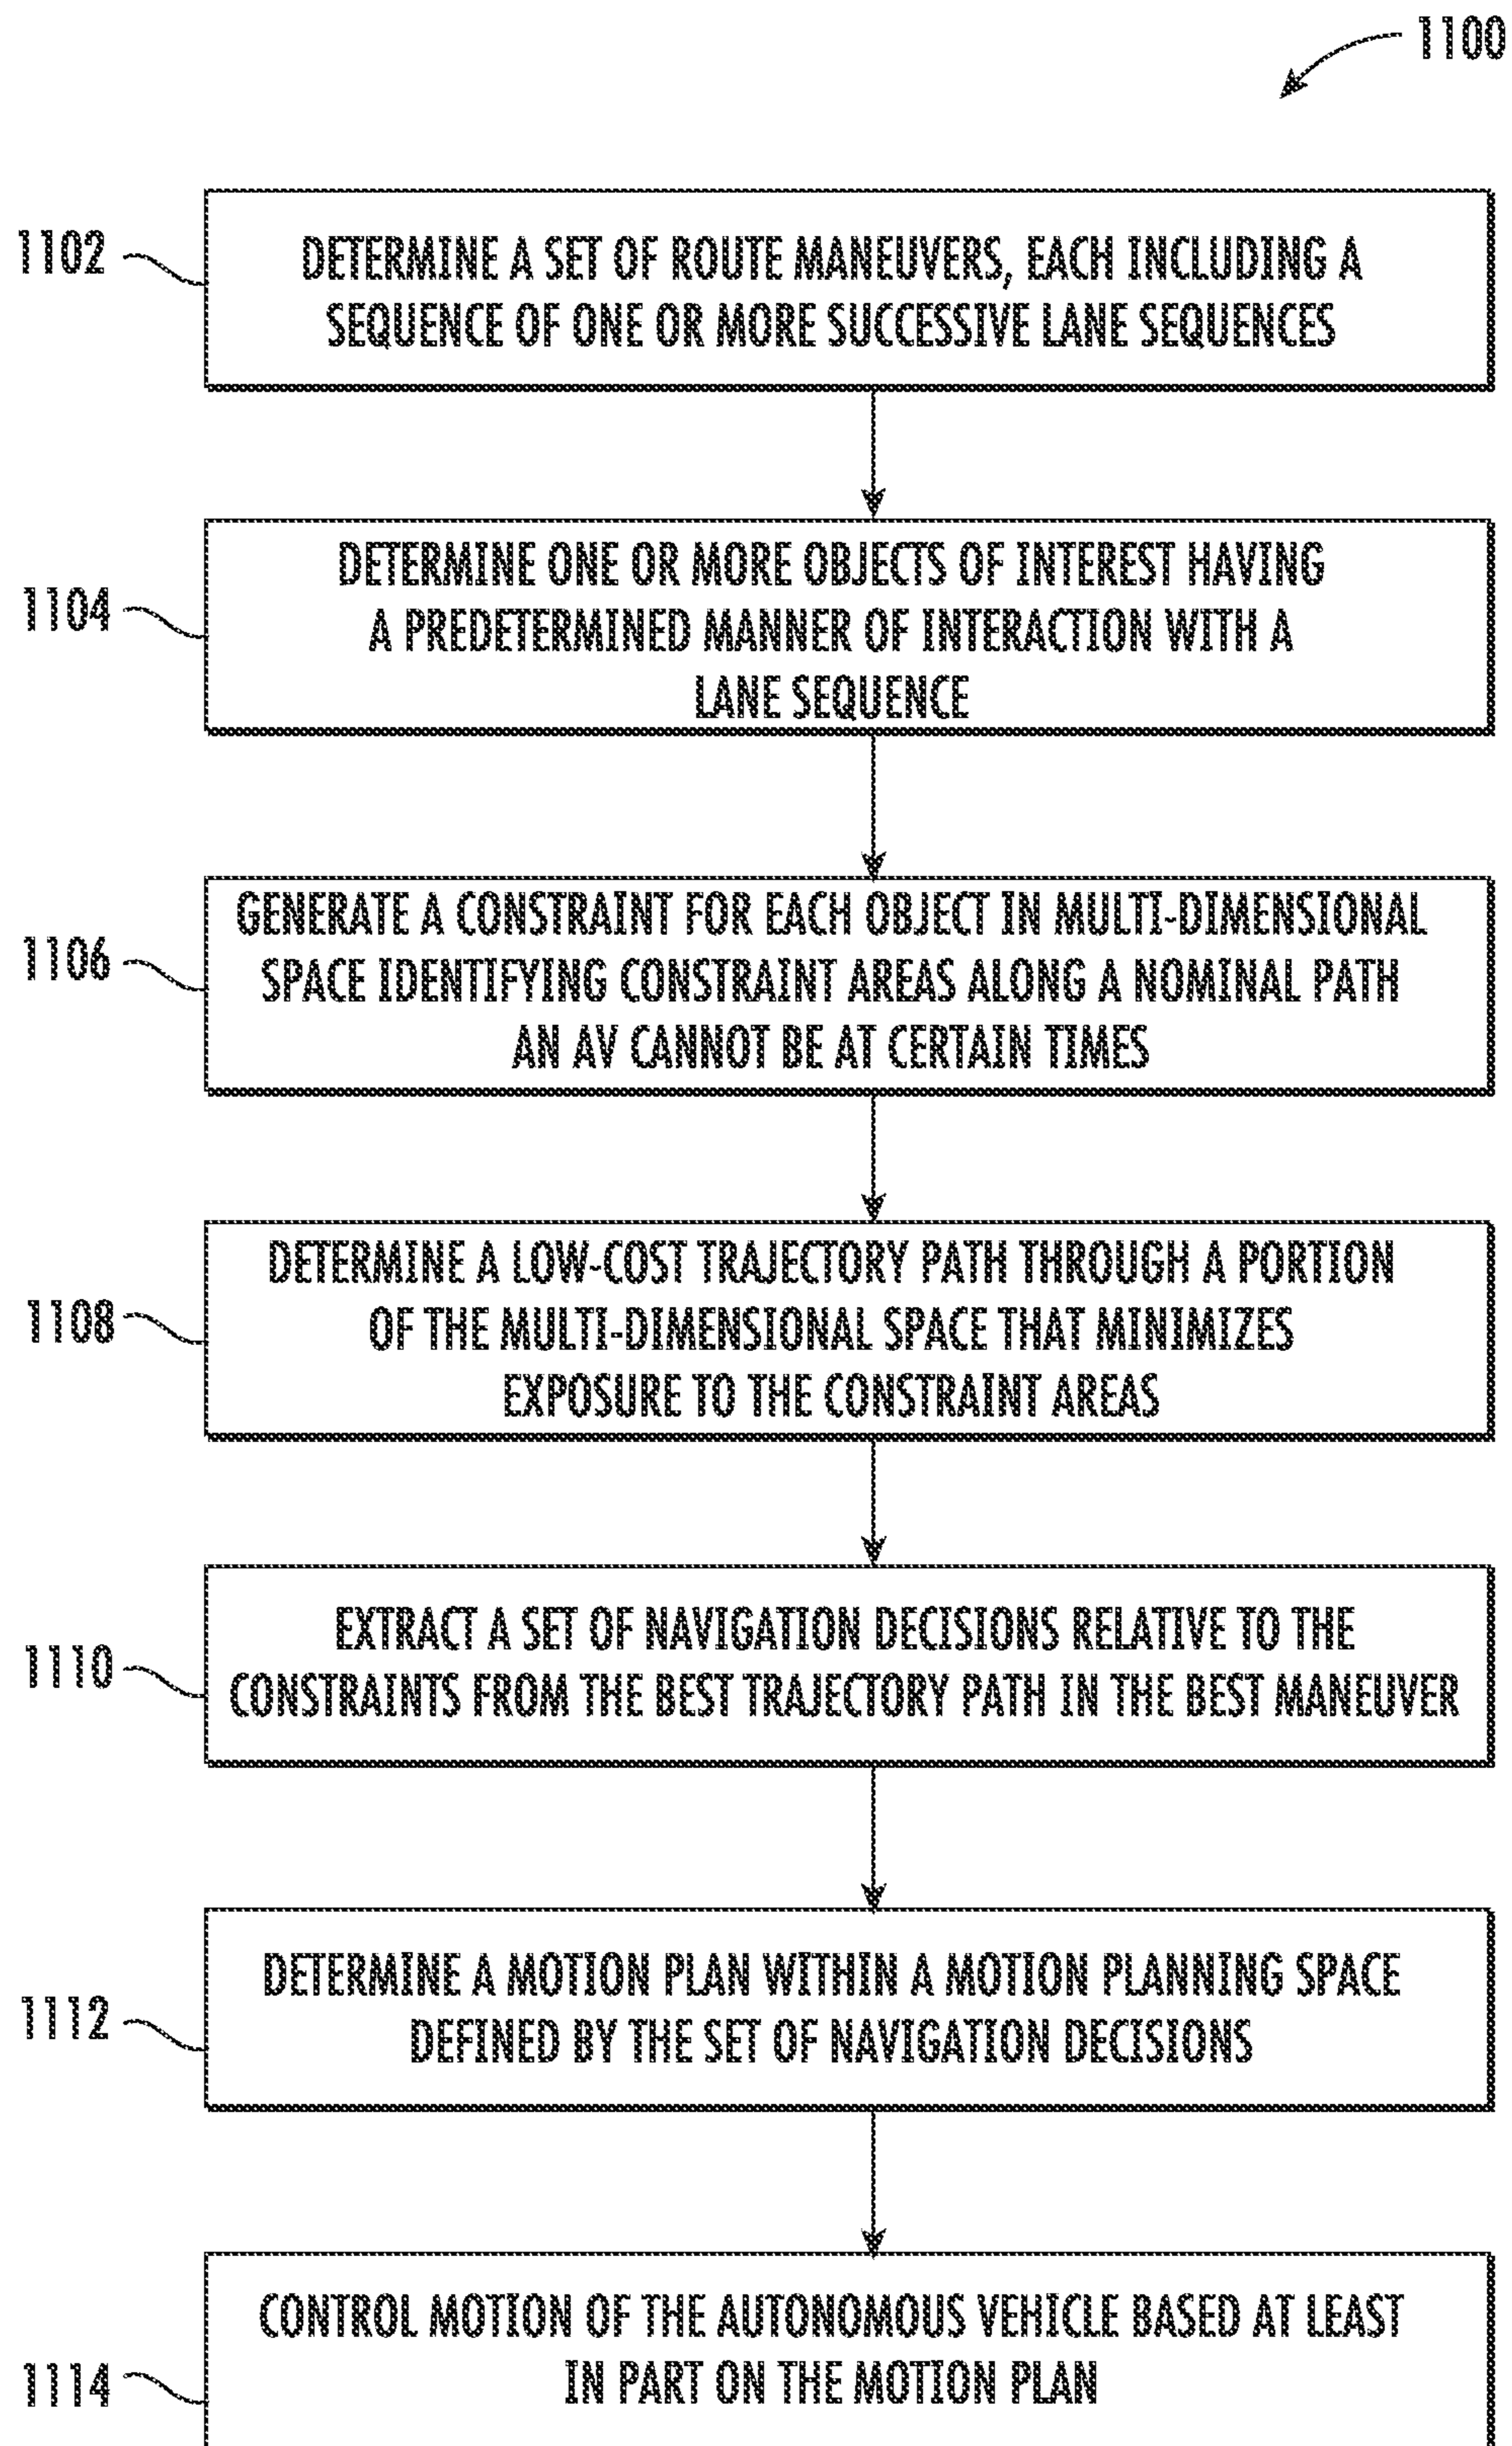 1100
1102
DETERMINE A SET OF ROUTE MANEUVERS, EACH INCLUDING A
SEQUENCE OF ONE OR MORE SUCCESSIVE LANE SEQUENCES
1104
DETERMINE ONE OR MORE OBJECTS OF INTEREST HAVING
A PREDETERMINED MANNER OF INTERACTION WITH A
LANE SEQUENCE
1106
GENERATE A CONSTRAINT FOR EACH OBJECT IN MULTI-DIMENSIONAL
SPACE IDENTIFYING CONSTRAINT AREAS ALONG A NOMINAL PATH
AN AV CANNOT BE AT CERTAIN TIMES
1108
DETERMINE A LOW-COST TRAJECTORY PATH THROUGH A PORTION
OF THE MULTI-DIMENSIONAL SPACE THAT MINIMIZES
EXPOSURE TO THE CONSTRAINT AREAS
1110
EXTRACT A SET OF NAVIGATION DECISIONS RELATIVE TO THE
CONSTRAINTS FROM THE BEST TRAJECTORY PATH IN THE BEST MANEUVER
1112
DETERMINE A MOTION PLAN WITHIN A MOTION PLANNING SPACE
DEFINED BY THE SET OF NAVIGATION DECISIONS
1114
CONTROL MOTION OF THE AUTONOMOUS VEHICLE BASED AT LEAST
IN PART ON THE MOTION PLAN